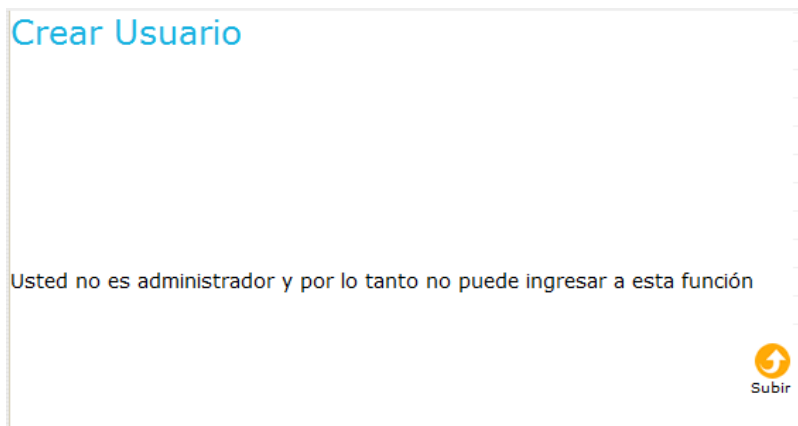 Crear Usuario
Usted no es administrador y por lo tanto no puede ingresar a esta función
Subir